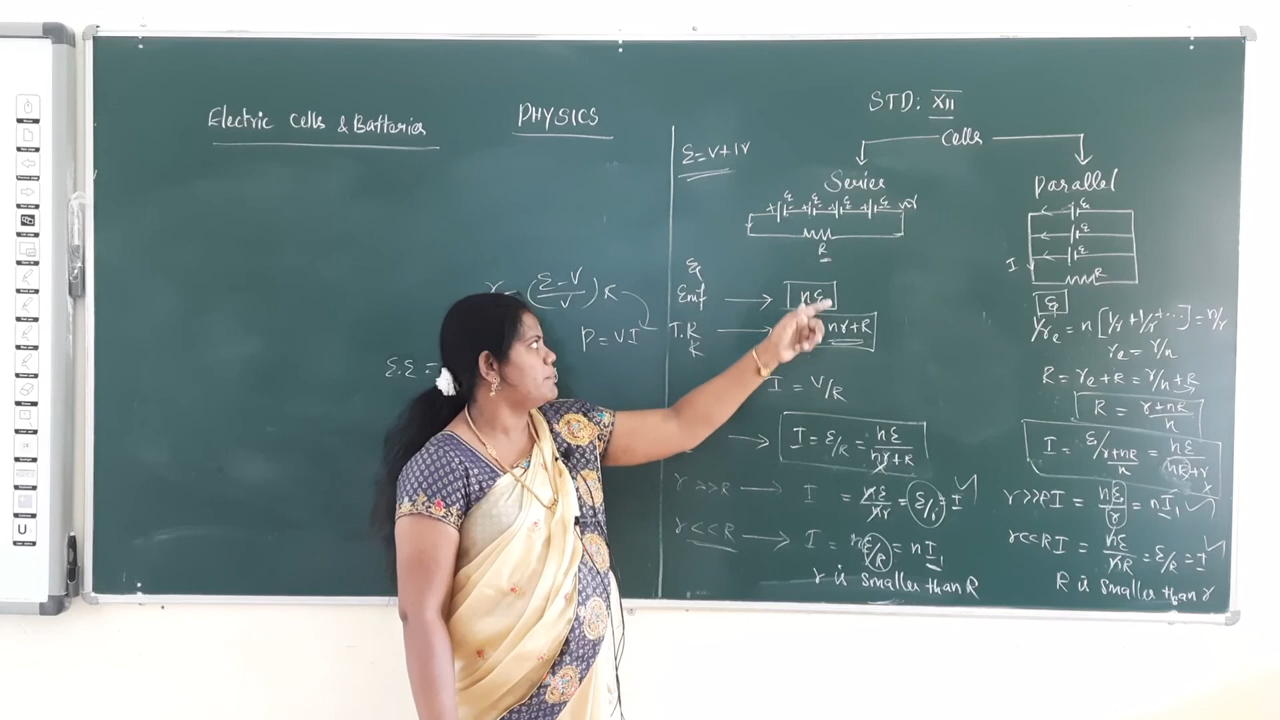 Electric Cells & Batteries
PHYSICS
STD: XII
Cells
ε = V + Ir
Series
Parallel
ε ε ε ε
R
ε
ε
ε
I R
(ε-V/V)R
P = VI
Emf → nε
T.R → nr+R
I = V/R
→ I = ε/R = nε/nr+R
r >> R → I = nε/nr = I
r << R → I = nε/R = nI₁
r is smaller than R
ε
1/rₑ = n [1/r + 1/r + ...] = n/r
rₑ = r/n
R = rₑ + R = r/n + R
R = r+nR/n
I = ε/r+nR/n = nε/nR+r
r>>R I = nε/r = nI₁
r<<R I = nε/nR = ε/R = I
R is smaller than r